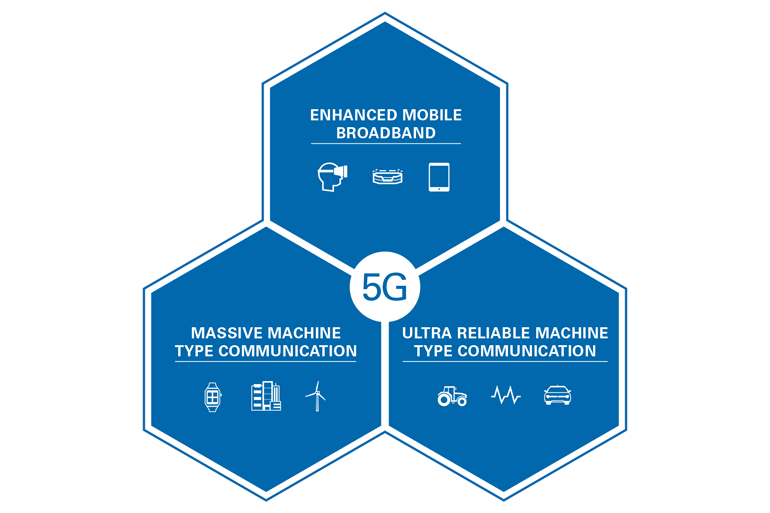 ENHANCED MOBILE
BROADBAND
5G
MASSIVE MACHINE
TYPE COMMUNICATION
ULTRA RELIABLE MACHINE
TYPE COMMUNICATION